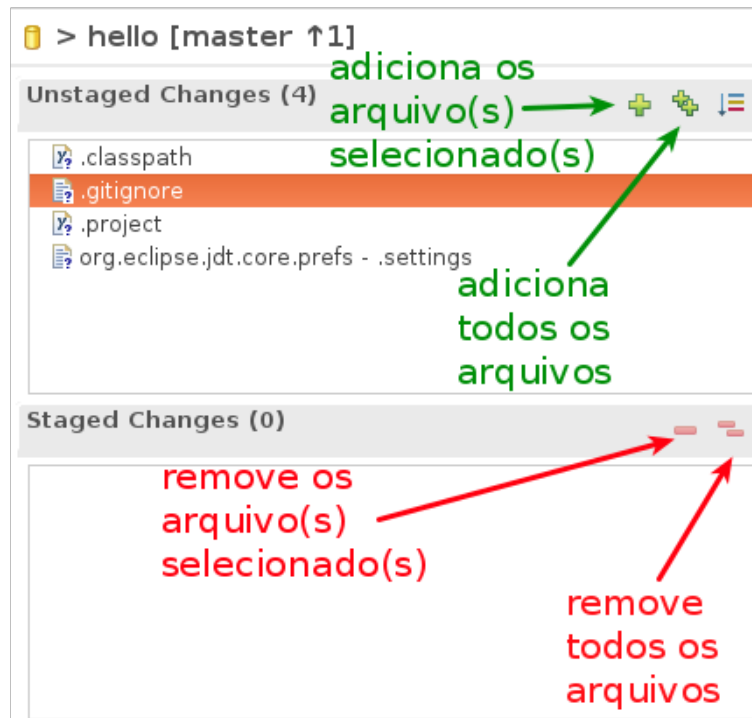 > hello [master ↑1]
Unstaged Changes (4)
adiciona os
arquivo(s)
selecionado(s)
.classpath
.gitignore
.project
org.eclipse.jdt.core.prefs - .settings
adiciona
todos os
arquivos
Staged Changes (0)
remove os
arquivo(s)
selecionado(s)
remove
todos os
arquivos